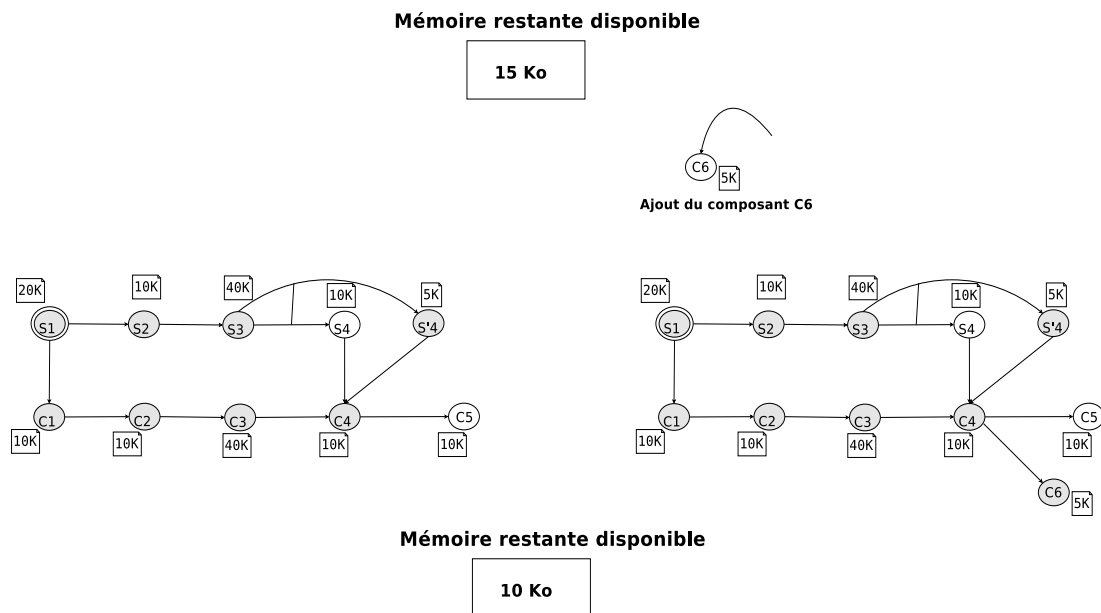 Mémoire restante disponible
15 Ko
C6
5K
Ajout du composant C6
20K 10K 40K 10K 5K
S1 S2 S3 S4 S'4
C1 C2 C3 C4 C5
10K 10K 40K 10K 10K
20K 10K 40K 10K 5K
S1 S2 S3 S4 S'4
C1 C2 C3 C4 C5
10K 10K 40K 10K 10K
C6 5K
Mémoire restante disponible
10 Ko